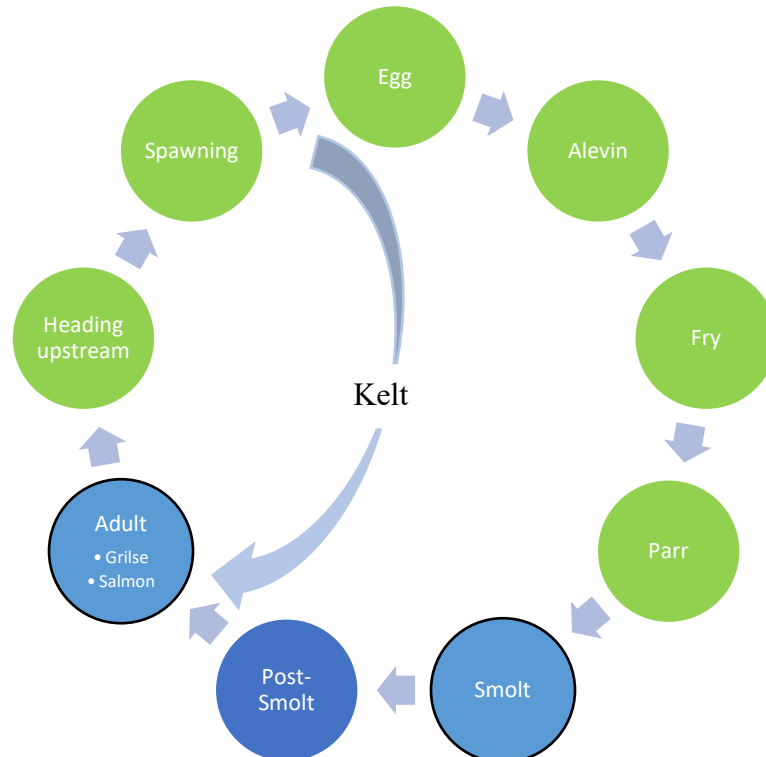 Egg
Alevin
Fry
Parr
Smolt
Post-
Smolt
Adult
• Grilse
• Salmon
Heading
upstream
Spawning
Kelt